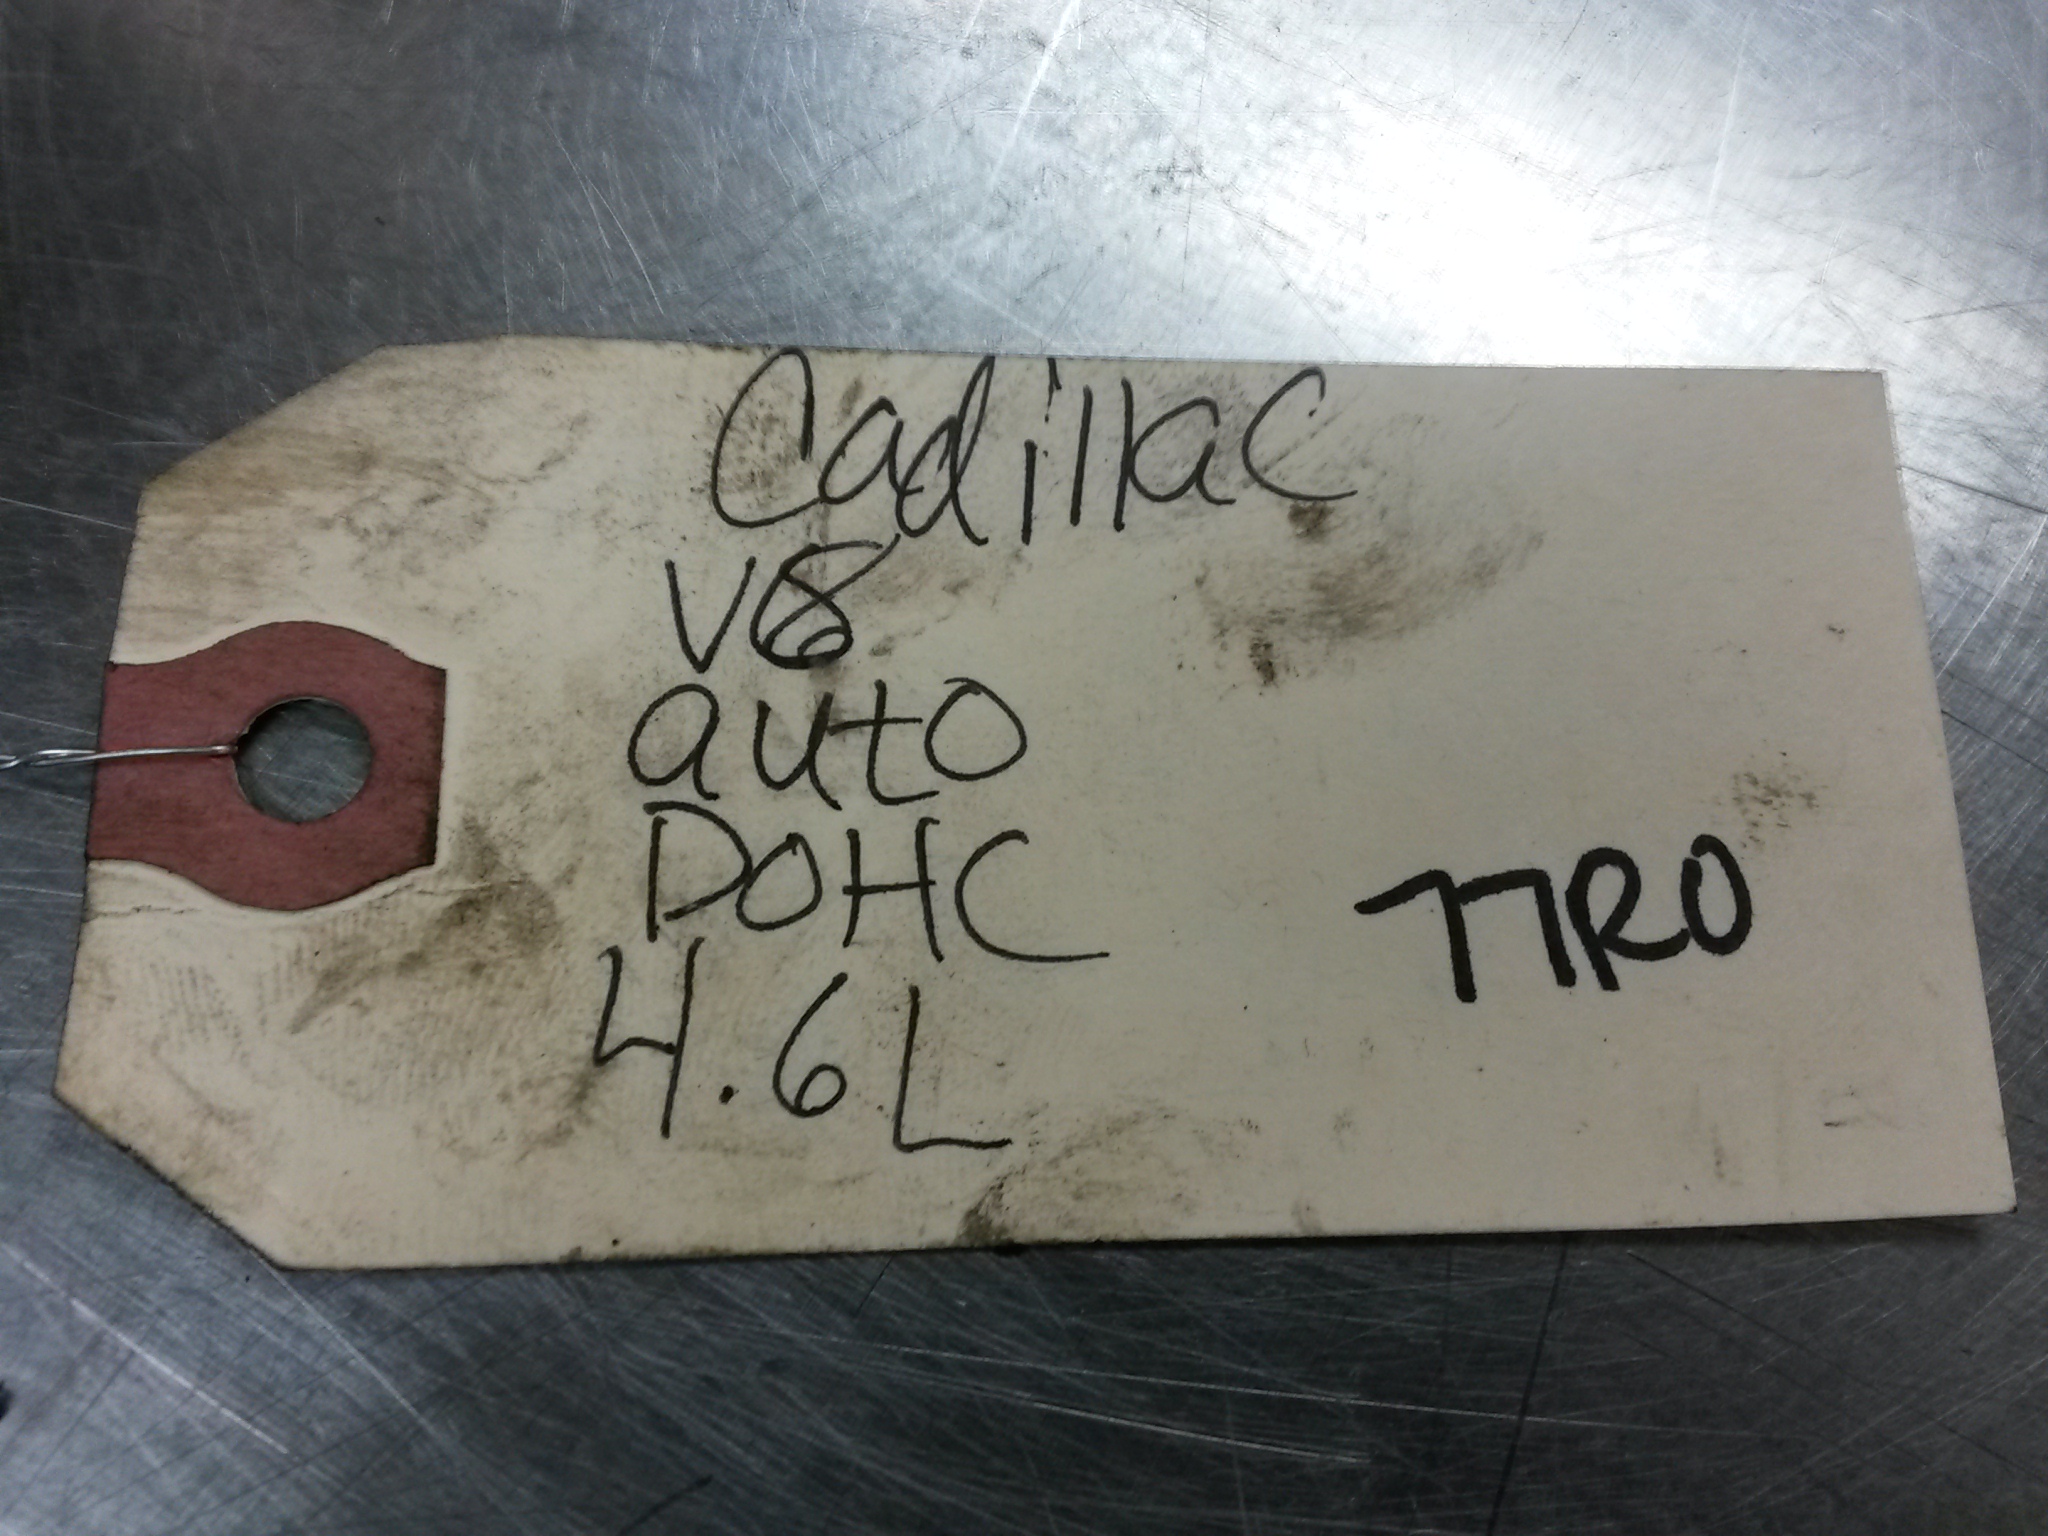 Cadillac
V8
auto
DOHC
4.6L
77R0